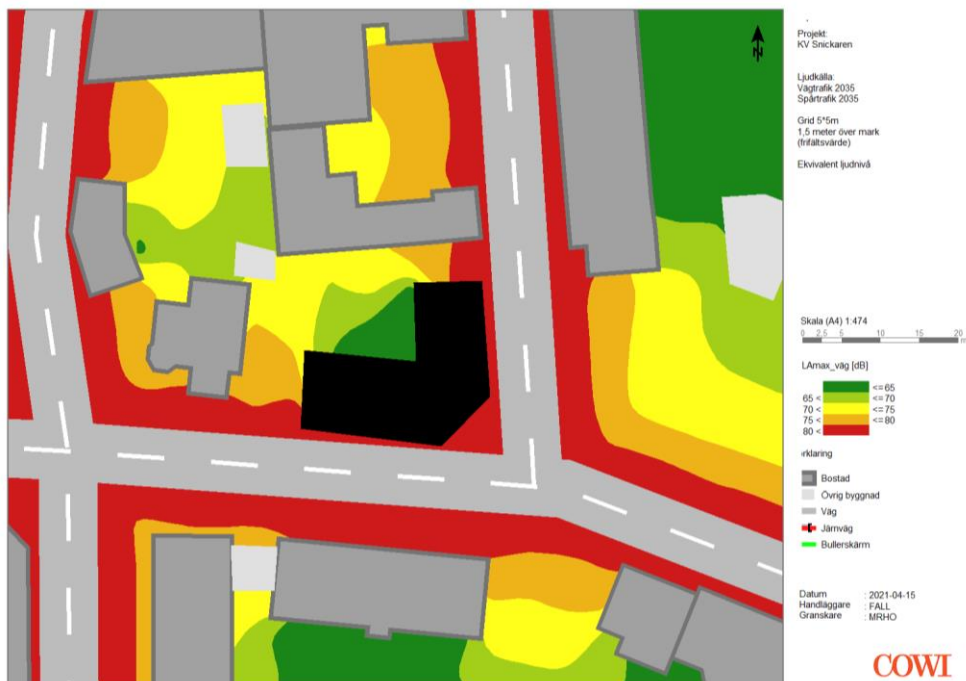 Projekt:
KV Snickaren
Ljudkälla:
Vägtrafik 2035
Spårtrafik 2035
Grid 5*5m
1,5 meter över mark
(frifältsvärde)
Ekvivalent ljudnivå
Skala (A4) 1:474
0 2,5 5 10 15 20
m
LAmax_väg [dB]
<=65
65 < <=70
70 < <=75
75 < <=80
80 <
rklaring
Bostad
Övrig byggnad
Väg
Järnväg
Bullerskärm
Datum : 2021-04-15
Handläggare : FALL
Granskare : MRHO
COWI